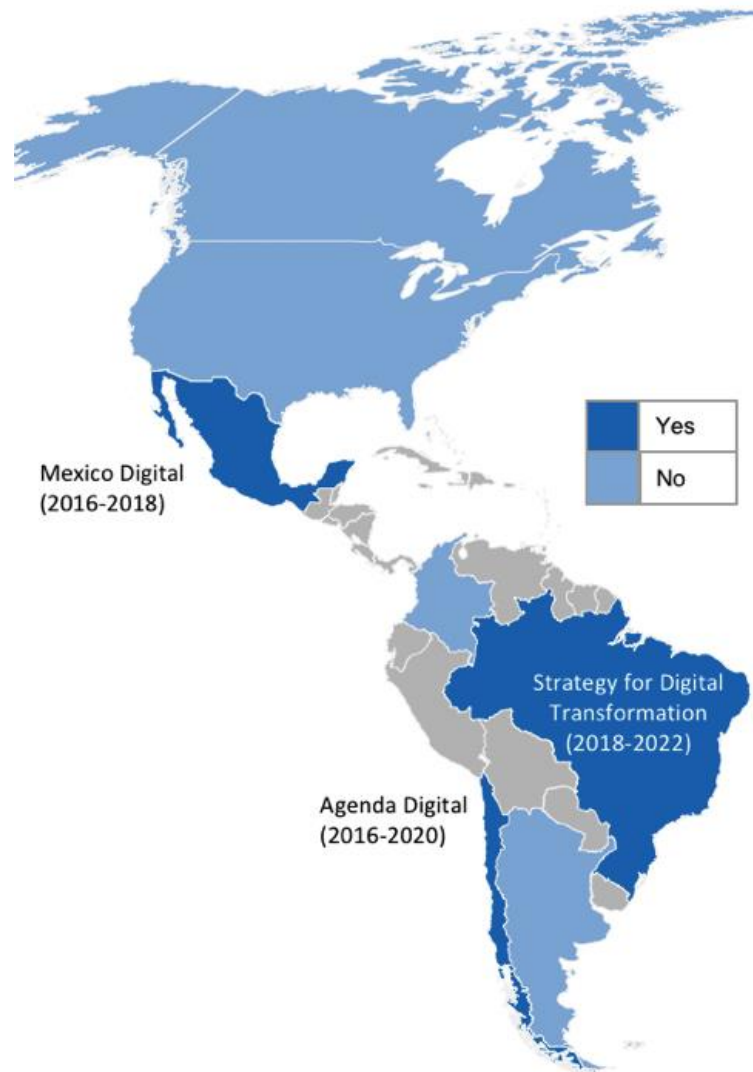 Yes
No
Mexico Digital
(2016-2018)
Strategy for Digital
Transformation
(2018-2022)
Agenda Digital
(2016-2020)